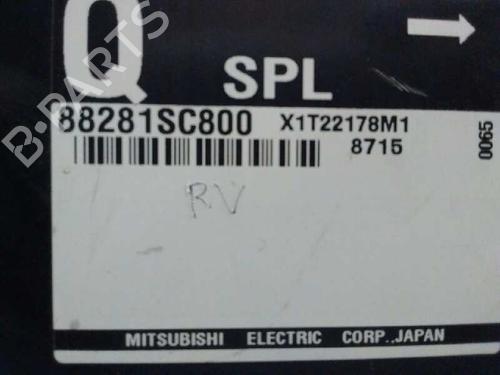 Q
SPL
88281SC800 X1T22178M1
8715
0065
RV
MITSUBISHI ELECTRIC CORP.,JAPAN
B-PARTS